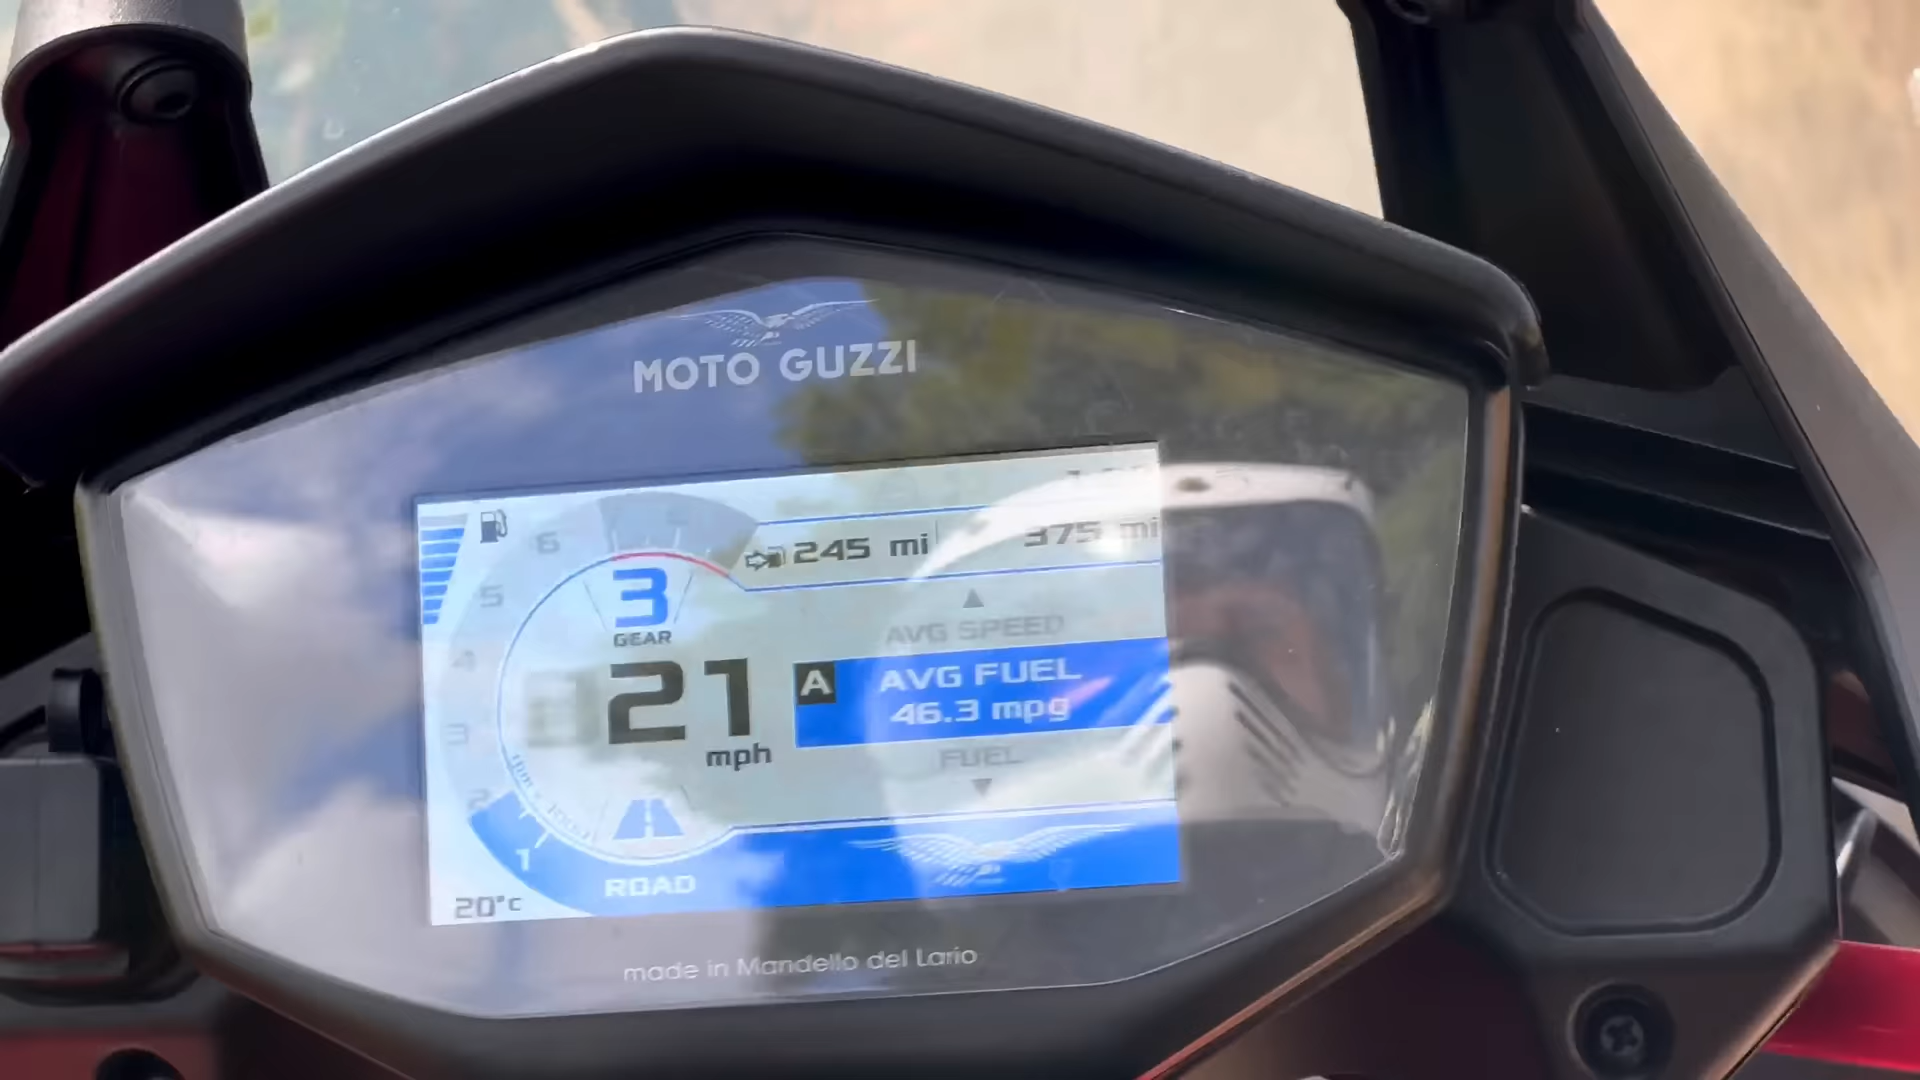 MOTO GUZZI
6
5
4
3
2
1
245 mi
375 mi
3
GEAR
AVG SPEED
21
mph
A
AVG FUEL
46.3 mpg
FUEL
ROAD
20°c
made in Mandello del Lario